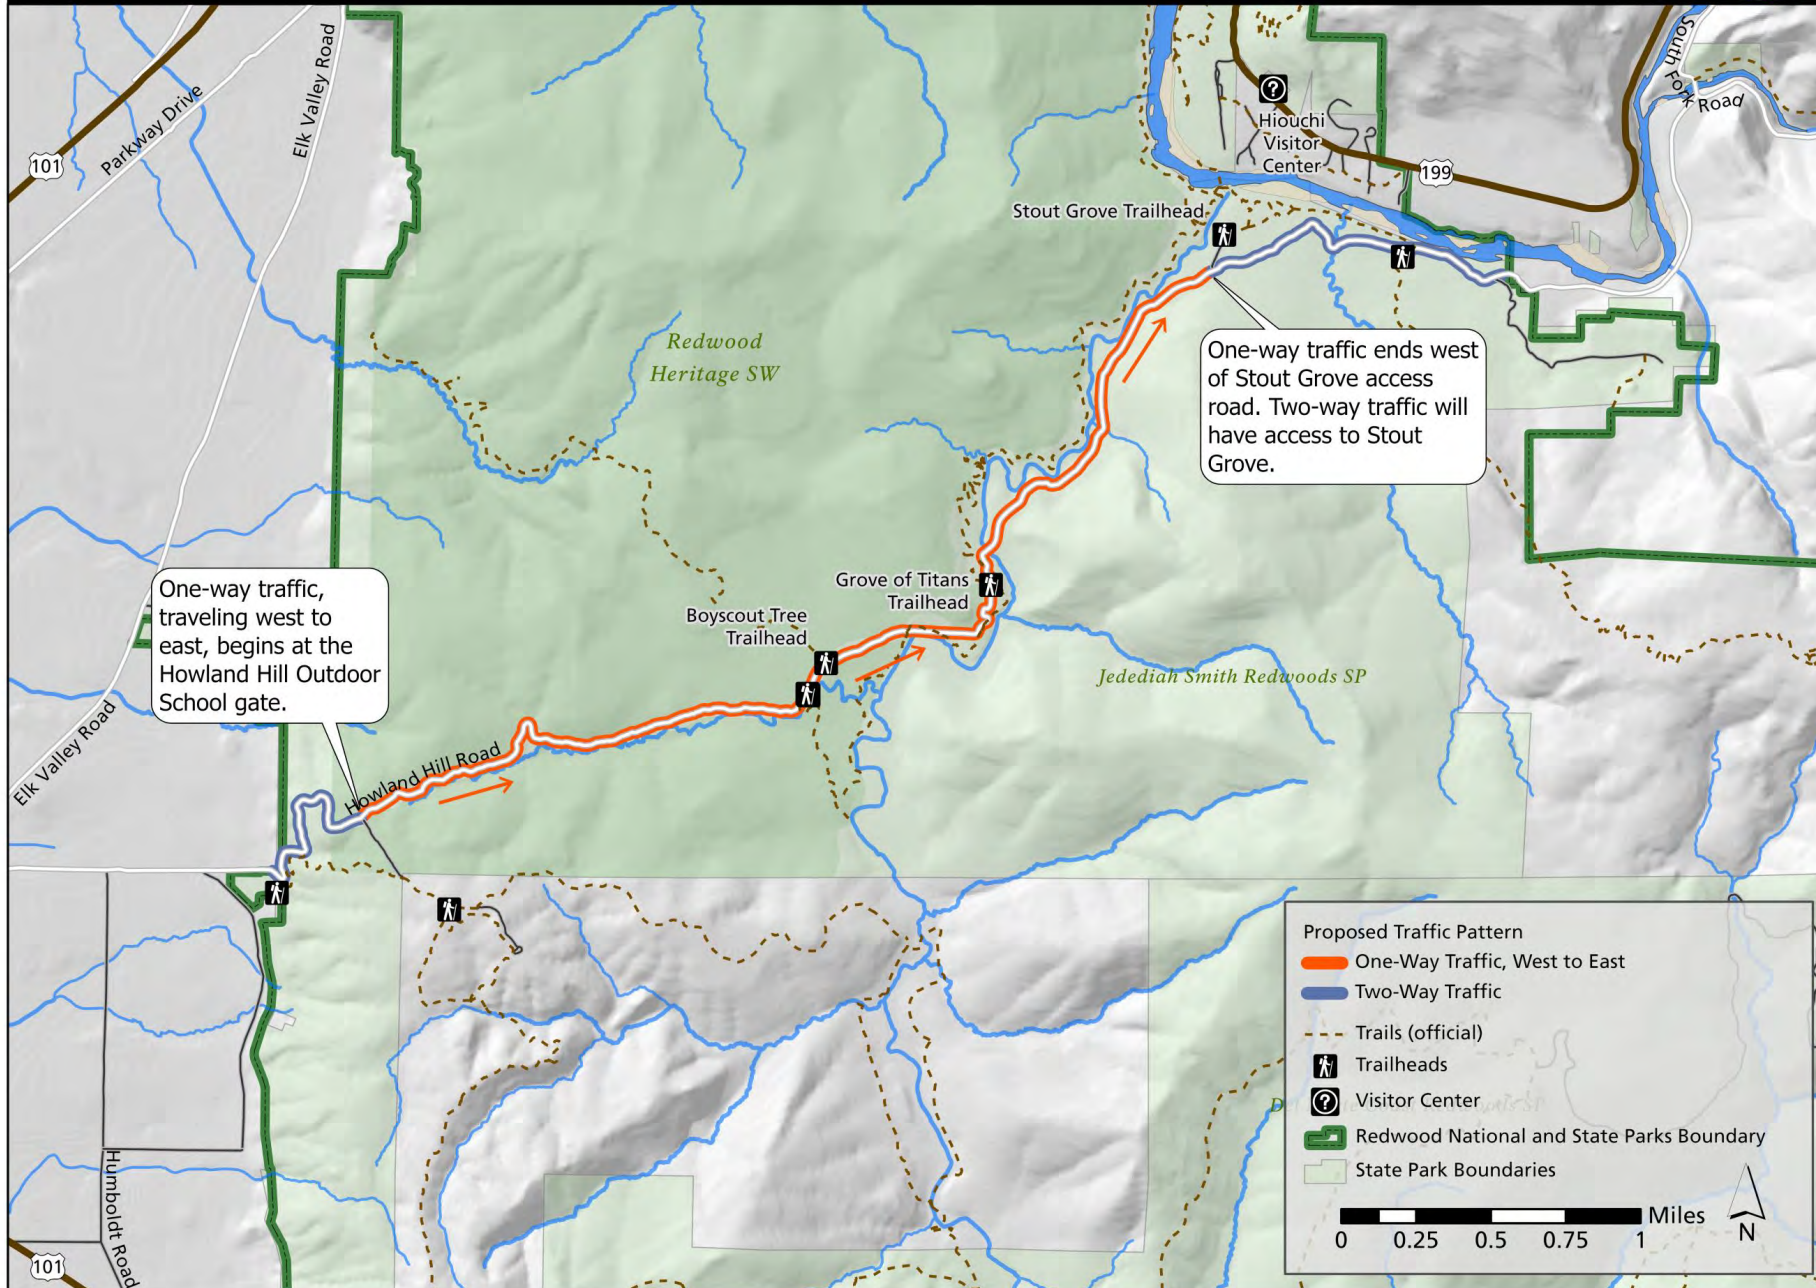 101
Parkway Drive
Elk Valley Road
South Fork Road
Hiouchi
Visitor
Center
199
Stout Grove Trailhead
Redwood
Heritage SW
One-way traffic ends west
of Stout Grove access
road. Two-way traffic will
have access to Stout
Grove.
One-way traffic,
traveling west to
east, begins at the
Howland Hill Outdoor
School gate.
Grove of Titans
Trailhead
Boyscout Tree
Trailhead
Jedediah Smith Redwoods SP
Elk Valley Road
Howland Hill Road
Humboldt Road
101
Proposed Traffic Pattern
One-Way Traffic, West to East
Two-Way Traffic
Trails (official)
Trailheads
Visitor Center
Redwood National and State Parks Boundary
State Park Boundaries
Miles
0 0.25 0.5 0.75 1
N